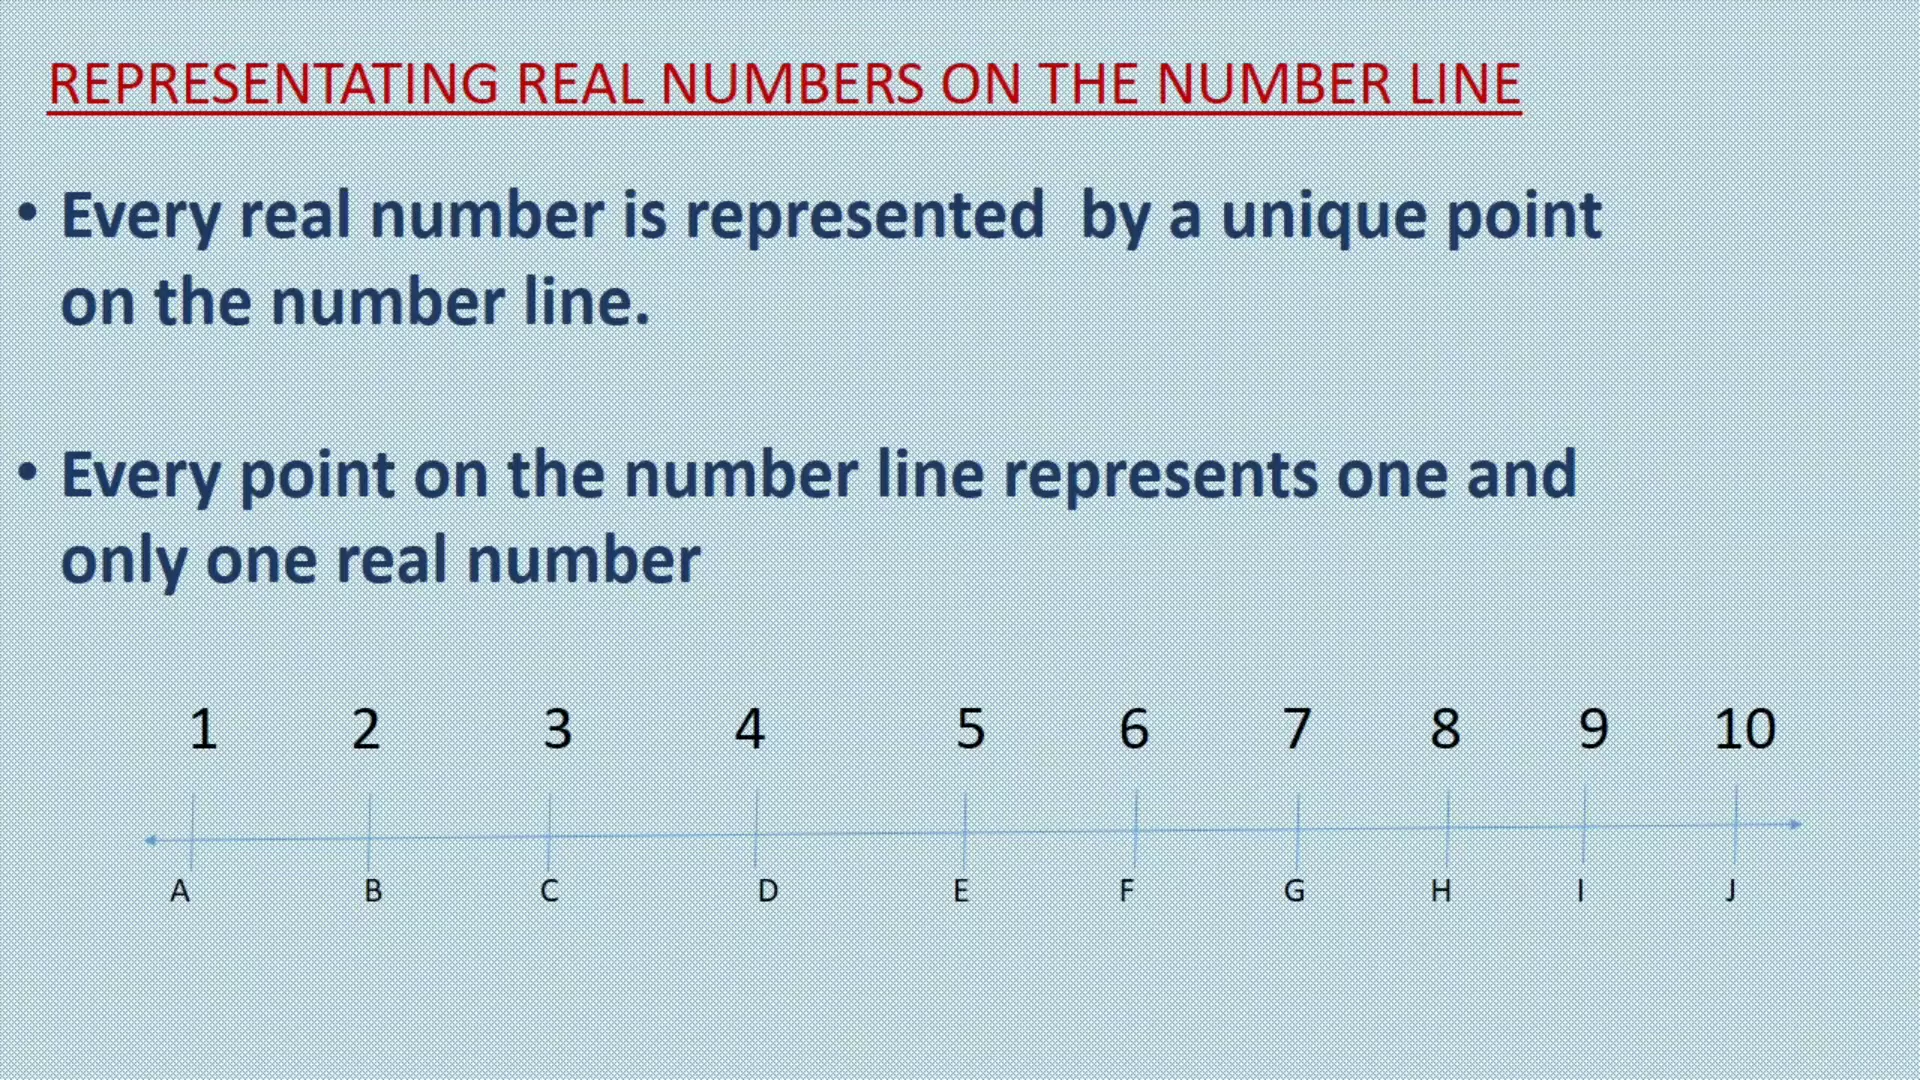 REPRESENTATING REAL NUMBERS ON THE NUMBER LINE
• Every real number is represented by a unique point
on the number line.
• Every point on the number line represents one and
only one real number
1 2 3 4 5 6 7 8 9 10
A B C D E F G H I J